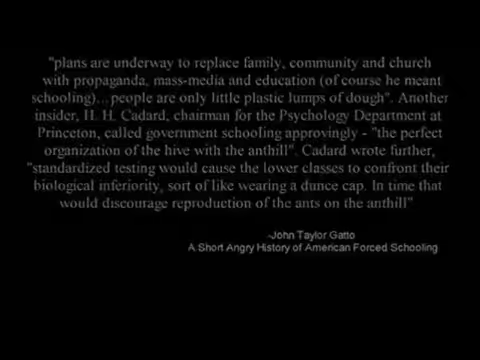 "plans are underway to replace family, community and church
with propaganda, mass-media and education (of course he meant
schooling)...people are only little plastic lumps of dough". Another
insider, H. H. Cadard, chairman for the Psychology Department at
Princeton, called government schooling approvingly - "the perfect
organization of the hive with the anthill". Cadard wrote further,
"standardized testing would cause the lower classes to confront their
biological inferiority, sort of like wearing a dunce cap. In time that
would discourage reproduction of the ants on the anthill"
-John Taylor Gatto
A Short Angry History of American Forced Schooling